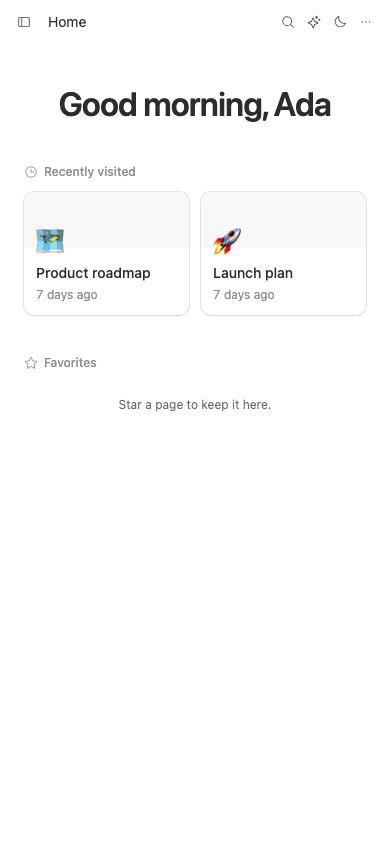 Home
Good morning, Ada
Recently visited
Product roadmap
7 days ago
Launch plan
7 days ago
Favorites
Star a page to keep it here.